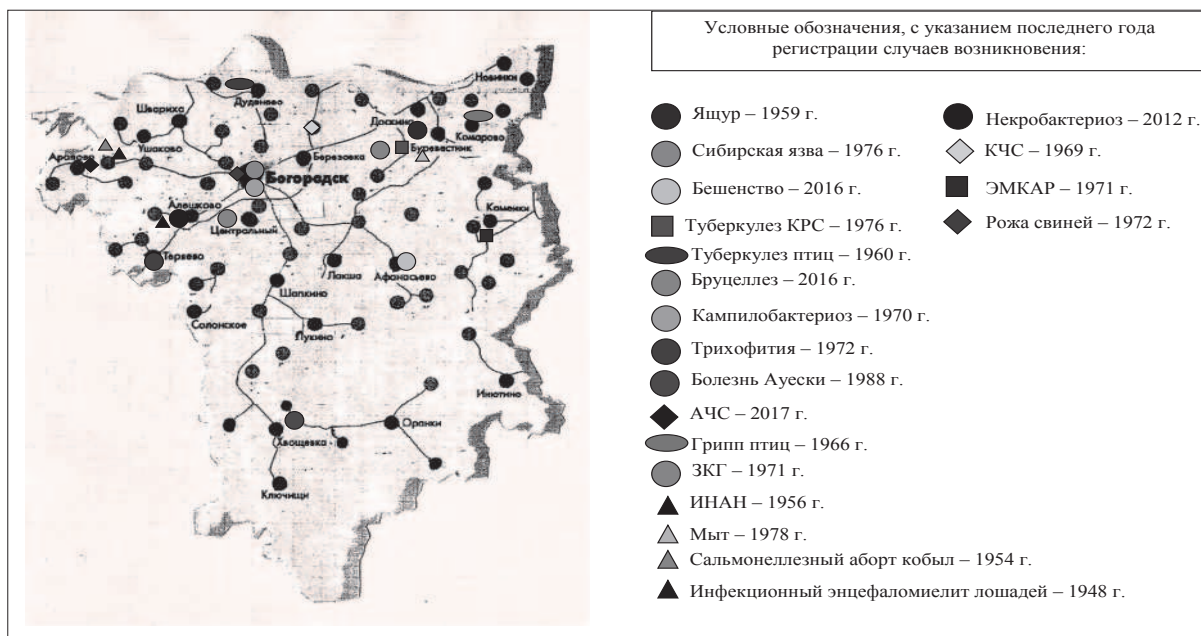 Условные обозначения, с указанием последнего года
регистрации случаев возникновения:
Ящур – 1959 г.
Сибирская язва – 1976 г.
Бешенство – 2016 г.
Туберкулез КРС – 1976 г.
Туберкулез птиц – 1960 г.
Бруцеллез – 2016 г.
Кампилобактериоз – 1970 г.
Трихофития – 1972 г.
Болезнь Ауески – 1988 г.
АЧС – 2017 г.
Грипп птиц – 1966 г.
ЗКГ – 1971 г.
ИНАН – 1956 г.
Мыт – 1978 г.
Сальмонеллезный аборт кобыл – 1954 г.
Инфекционный энцефаломиелит лошадей – 1948 г.
Некробактериоз – 2012 г.
КЧС – 1969 г.
ЭМКАР – 1971 г.
Рожа свиней – 1972 г.
Новинки
Дуденево
Швариха
Доскино
Комарово
Ушаково
Буревестник
Березовка
Богородск
Алешково
Каменки
Центральный
Теряево
Лакша
Афанасьево
Шапкино
Солонское
Лукино
Инютино
Оранки
Хвощевка
Ключищи